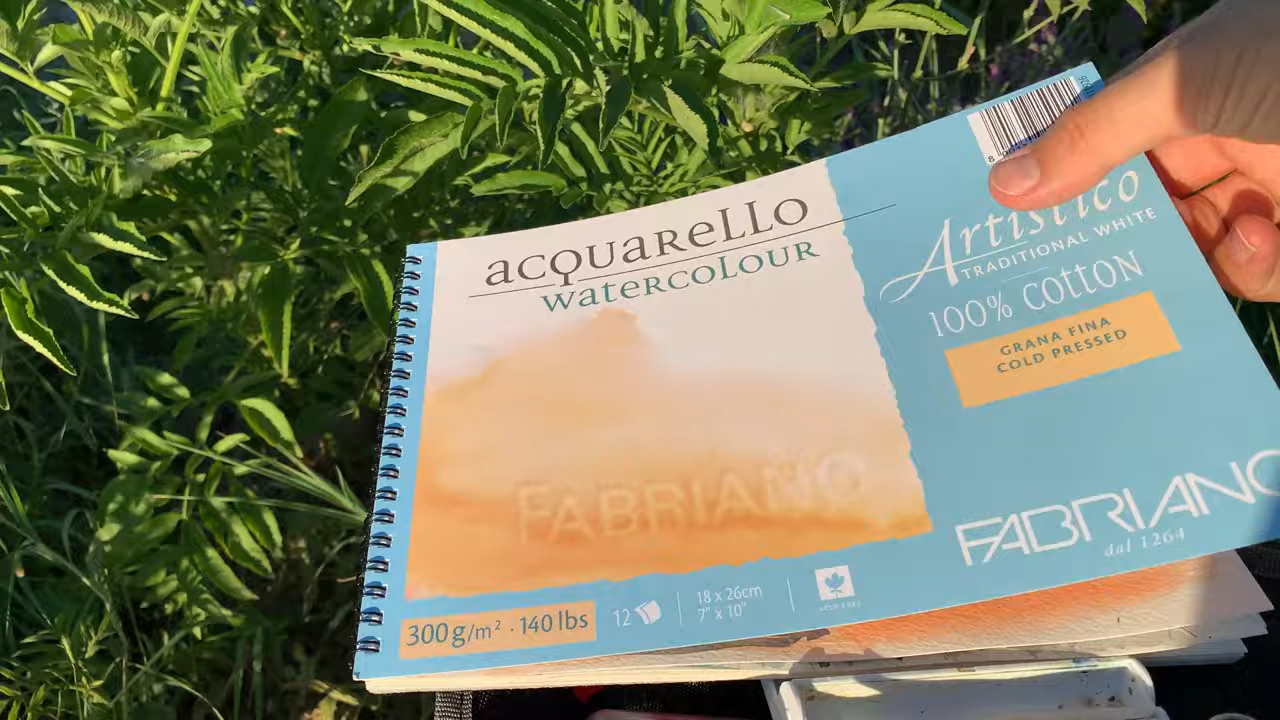 acquarello
watercolour
Artistico
TRADITIONAL WHITE
100% COTTON
GRANA FINA
COLD PRESSED
FABRIANO
FABRIANO
dal 1264
300g/m² · 140 lbs
12
18 x 26cm
7" x 10"